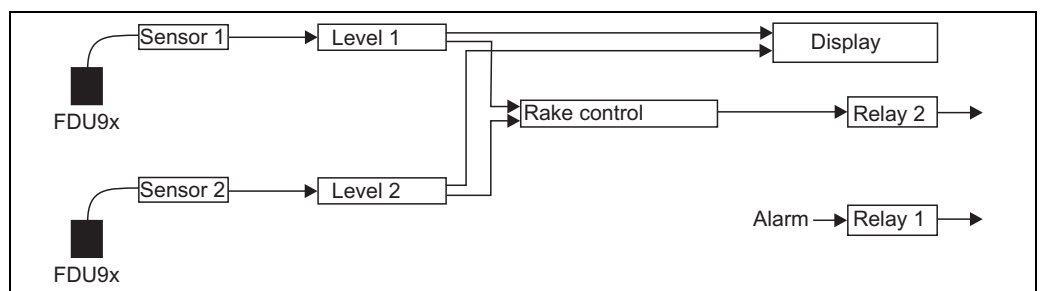 Sensor 1
Level 1
Display
FDU9x
Rake control
Relay 2
Sensor 2
Level 2
Alarm
Relay 1
FDU9x